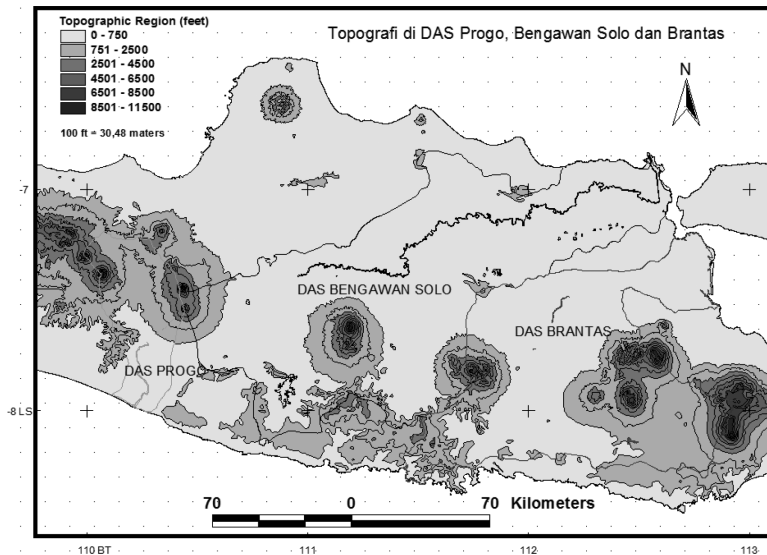 Topographic Region (feet)
0 - 750
751 - 2500
2501 - 4500
4501 - 6500
6501 - 8500
8501 - 11500
100 ft = 30,48 maters
Topografi di DAS Progo, Bengawan Solo dan Brantas
N
-7
DAS BENGAWAN SOLO
DAS BRANTAS
DAS PROGO
-8 LS
70 0 70 Kilometers
110 BT 111 112 113